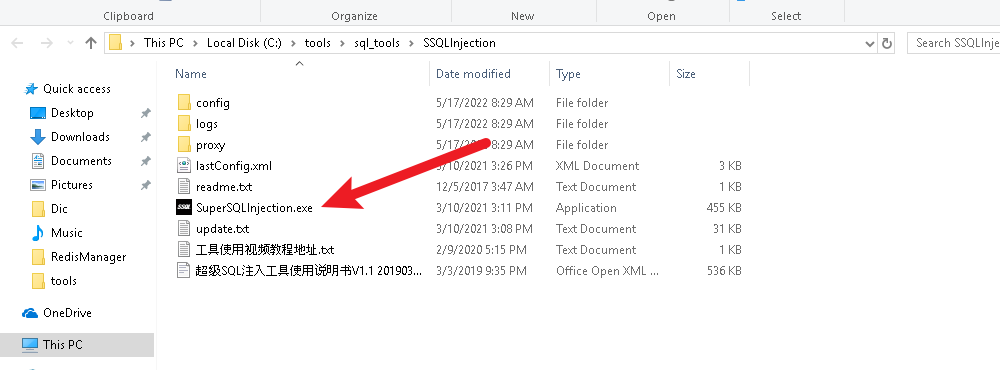 Clipboard Organize New Open Select
This PC > Local Disk (C:) > tools > sql_tools > SSQLInjection
Search SSQLInje
Name Date modified Type Size
Quick access
Desktop
Downloads
Documents
Pictures
Dic
Music
RedisManager
tools
OneDrive
This PC
config 5/17/2022 8:29 AM File folder
logs 5/17/2022 8:29 AM File folder
proxy 5/17/ 8:29 AM File folder
lastConfig.xml /10/2021 3:26 PM XML Document 3 KB
readme.txt 12/5/2017 3:47 AM Text Document 1 KB
SSQL SuperSQLInjection.exe 3/10/2021 3:11 PM Application 455 KB
update.txt 3/10/2021 3:08 PM Text Document 31 KB
工具使用视频教程地址.txt 2/9/2020 5:15 PM Text Document 1 KB
超级SQL注入工具使用说明书V1.1 201903... 3/3/2019 9:35 PM Office Open XML ... 536 KB